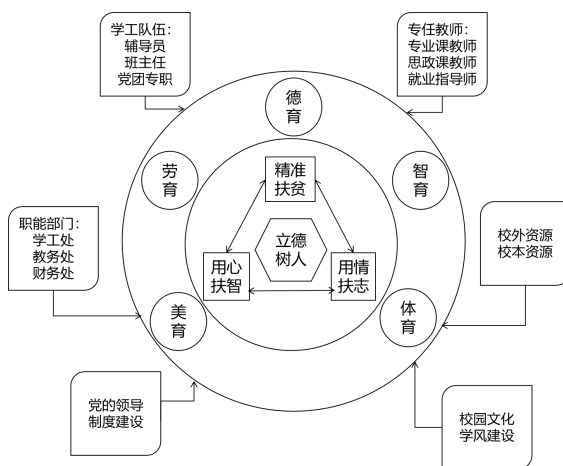 学工队伍：
辅导员
班主任
党团专职
专任教师：
专业课教师
思政课教师
就业指导师
德
育
劳
育
智
育
精准
扶贫
立德
树人
用心
扶智
用情
扶志
职能部门：
学工处
教务处
财务处
校外资源
校本资源
美
育
体
育
党的领导
制度建设
校园文化
学风建设